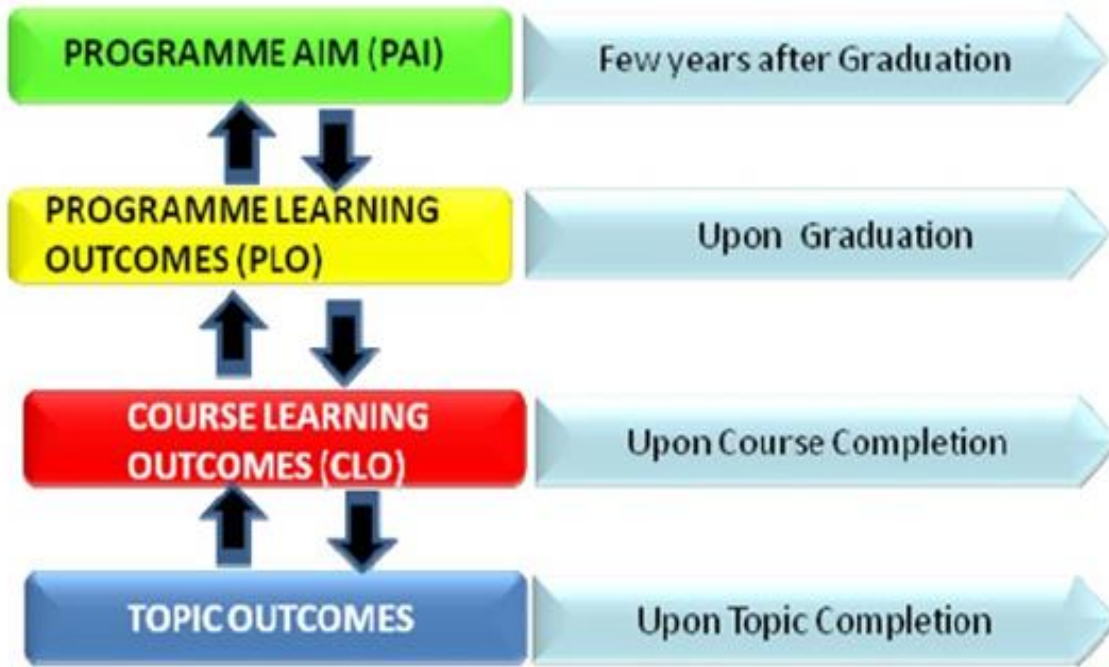 PROGRAMME AIM (PAI)
Few years after Graduation
PROGRAMME LEARNING
OUTCOMES (PLO)
Upon Graduation
COURSE LEARNING
OUTCOMES (CLO)
Upon Course Completion
TOPIC OUTCOMES
Upon Topic Completion